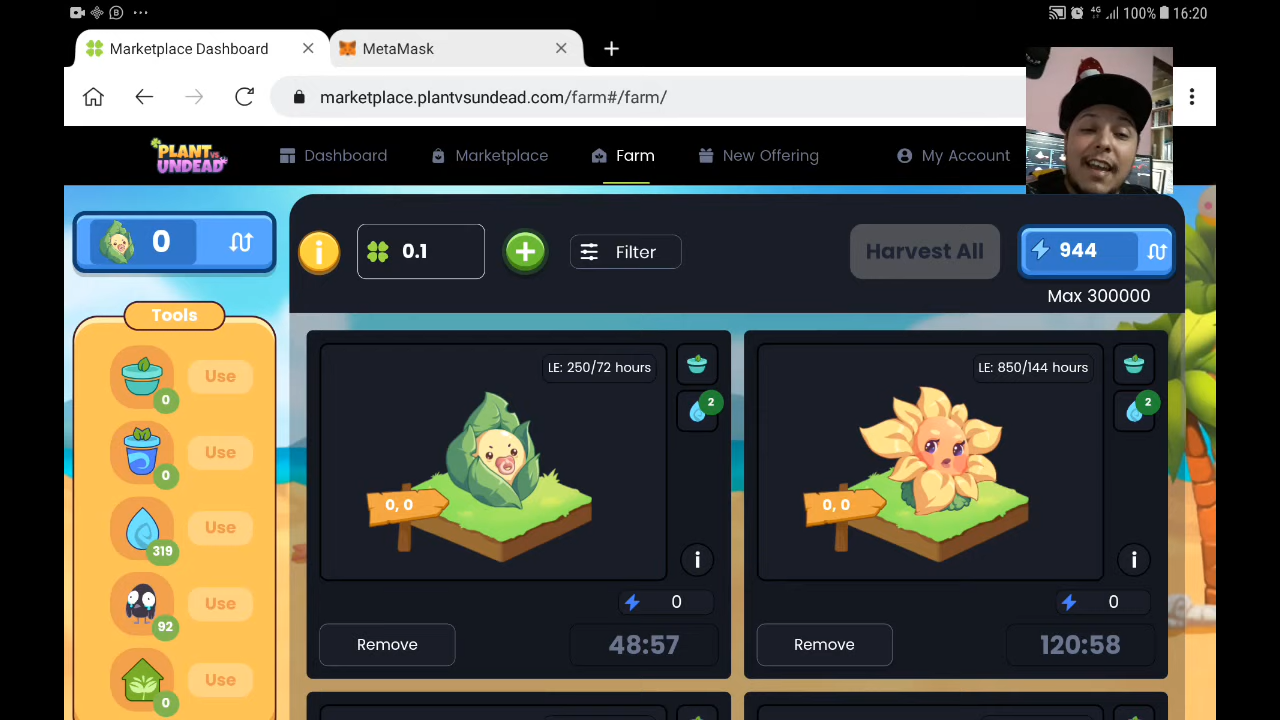 4G 100% 16:20
Marketplace Dashboard
MetaMask
marketplace.plantvsundead.com/farm#/farm/
PLANT VS UNDEAD
Dashboard
Marketplace
Farm
New Offering
My Account
0
0.1
Filter
Harvest All
944
Max 300000
Tools
Use
0
Use
0
Use
319
Use
92
Use
0
LE: 250/72 hours
2
0, 0
i
0
Remove
48:57
LE: 850/144 hours
2
0, 0
i
0
Remove
120:58